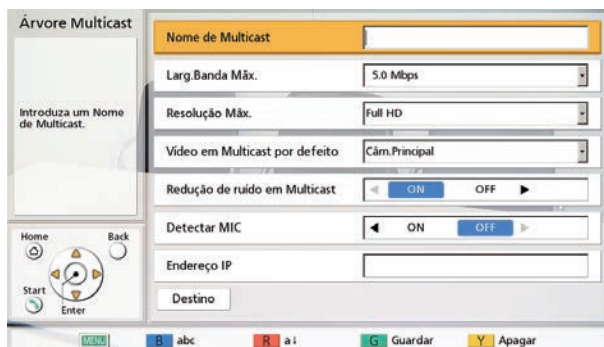 Árvore Multicast
Introduza um Nome
de Multicast.
Nome de Multicast
Larg.Banda Máx.
5.0 Mbps
Resolução Máx.
Full HD
Vídeo em Multicast por defeito
Câm.Principal
Redução de ruído em Multicast
ON OFF
Detectar MIC
ON OFF
Endereço IP
Destino
Home Back
Start
Enter
MENU B abc R a↓ G Guardar Y Apagar